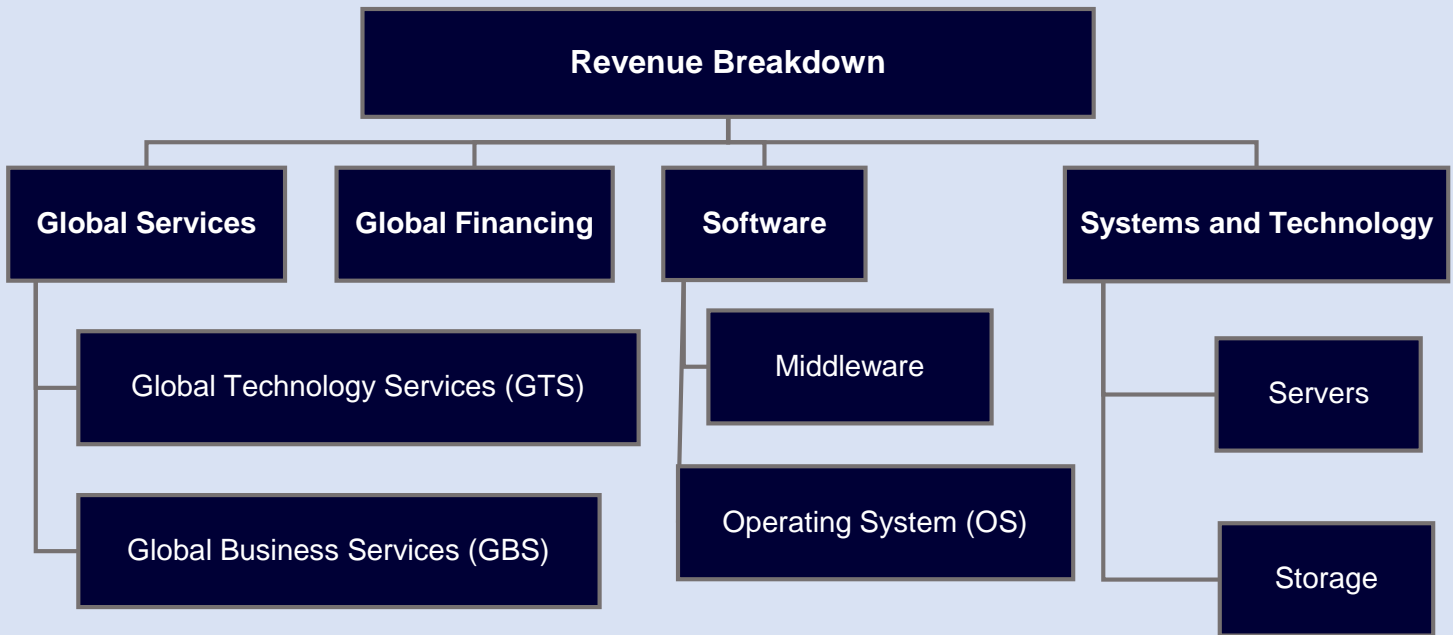 Revenue Breakdown
Global Services
Global Financing
Software
Systems and Technology
Global Technology Services (GTS)
Global Business Services (GBS)
Middleware
Operating System (OS)
Servers
Storage